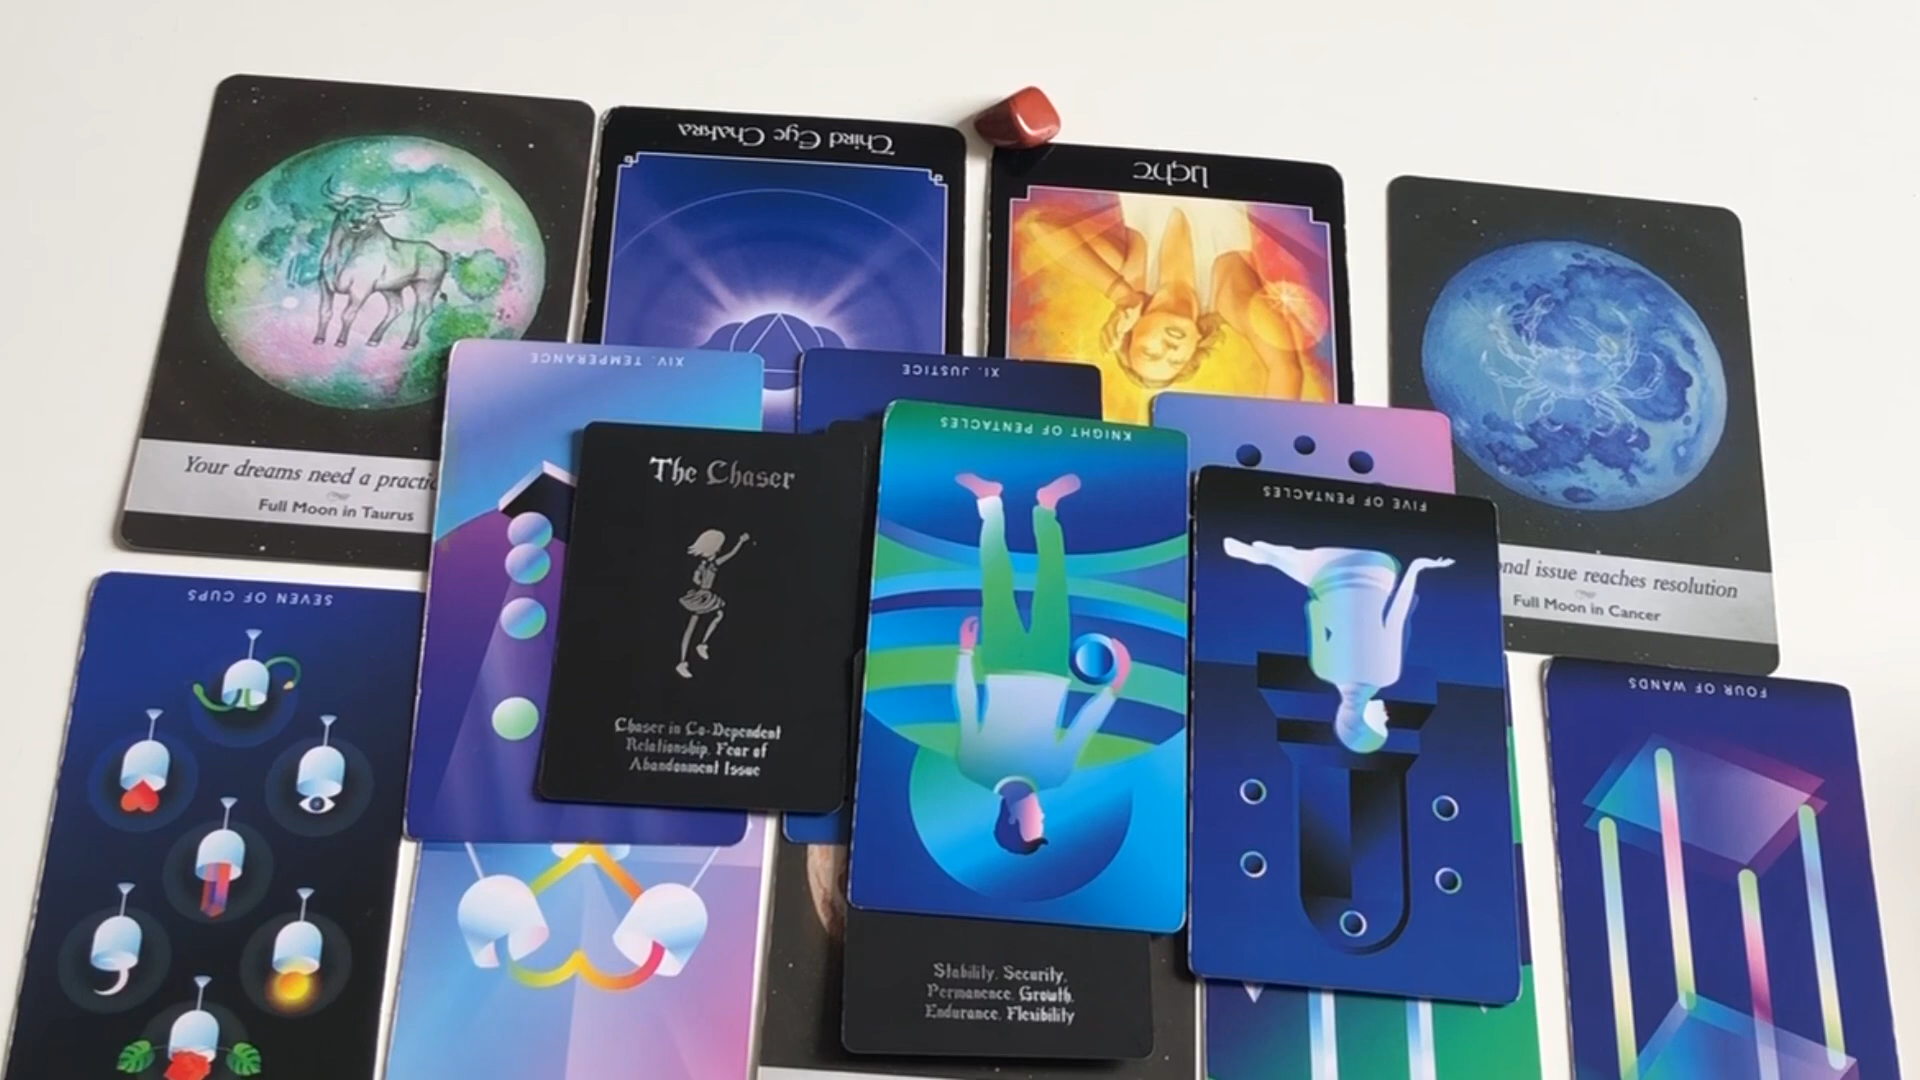 Third Eye Chakra
Light
Your dreams need a practic
Full Moon in Taurus
onal issue reaches resolution
Full Moon in Cancer
XIV. TEMPERANCE
XI. JUSTICE
The Chaser
Chaser in Co-Dependent
Relationship. Fear of
Abandonment Issue
KNIGHT OF PENTACLES
FIVE OF PENTACLES
SEVEN OF CUPS
FOUR OF WANDS
Stability. Security.
Permanence. Growth.
Endurance. Flexibility